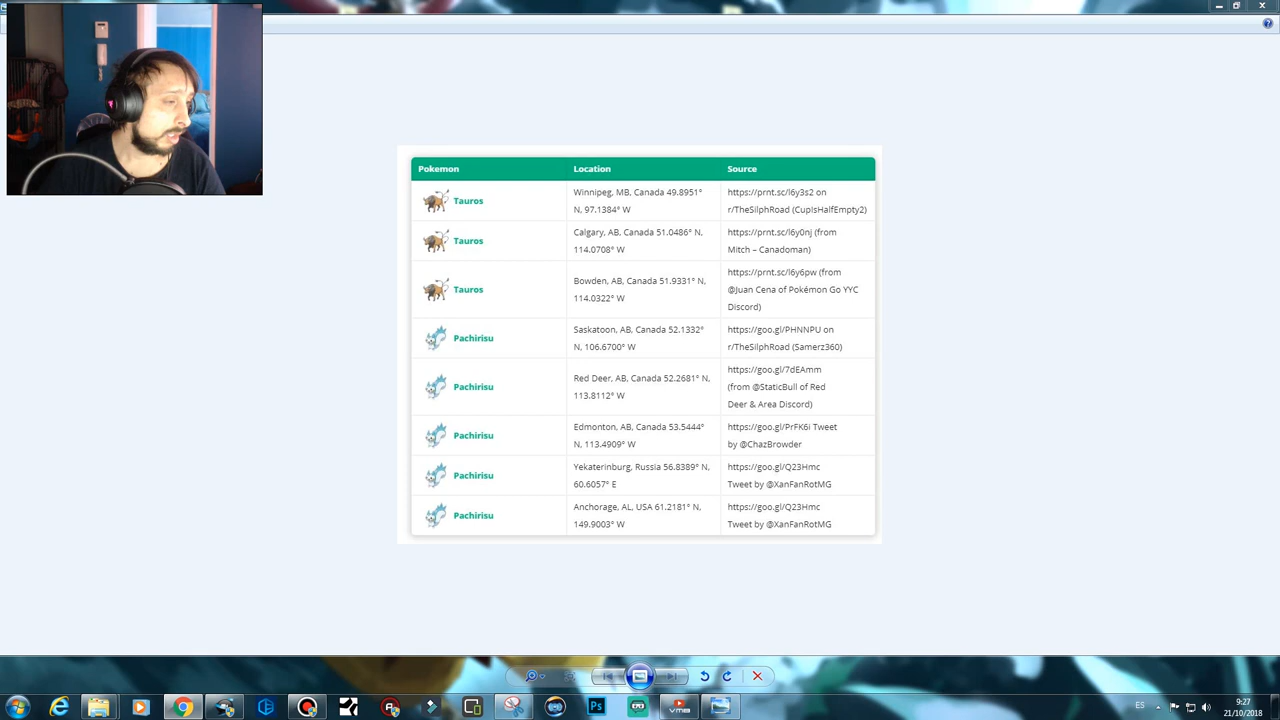 Pokemon Location Source
Tauros
Winnipeg, MB, Canada 49.8951°
N, 97.1384° W
https://prnt.sc/l6y3s2 on
r/TheSilphRoad (CupIsHalfEmpty2)
Tauros
Calgary, AB, Canada 51.0486° N,
114.0708° W
https://prnt.sc/l6y0nj (from
Mitch – Canadoman)
Tauros
Bowden, AB, Canada 51.9331° N,
114.0322° W
https://prnt.sc/l6y6pw (from
@Juan Cena of Pokémon Go YYC
Discord)
Pachirisu
Saskatoon, AB, Canada 52.1332°
N, 106.6700° W
https://goo.gl/PHNNPU on
r/TheSilphRoad (Samerz360)
Pachirisu
Red Deer, AB, Canada 52.2681° N,
113.8112° W
https://goo.gl/7dEAmm
(from @StaticBull of Red
Deer & Area Discord)
Pachirisu
Edmonton, AB, Canada 53.5444°
N, 113.4909° W
https://goo.gl/PrFK6i Tweet
by @ChazBrowder
Pachirisu
Yekaterinburg, Russia 56.8389° N,
60.6057° E
https://goo.gl/Q23Hmc
Tweet by @XanFanRotMG
Pachirisu
Anchorage, AL, USA 61.2181° N,
149.9003° W
https://goo.gl/Q23Hmc
Tweet by @XanFanRotMG
Ps
VMB
ES
9:27
21/10/2018